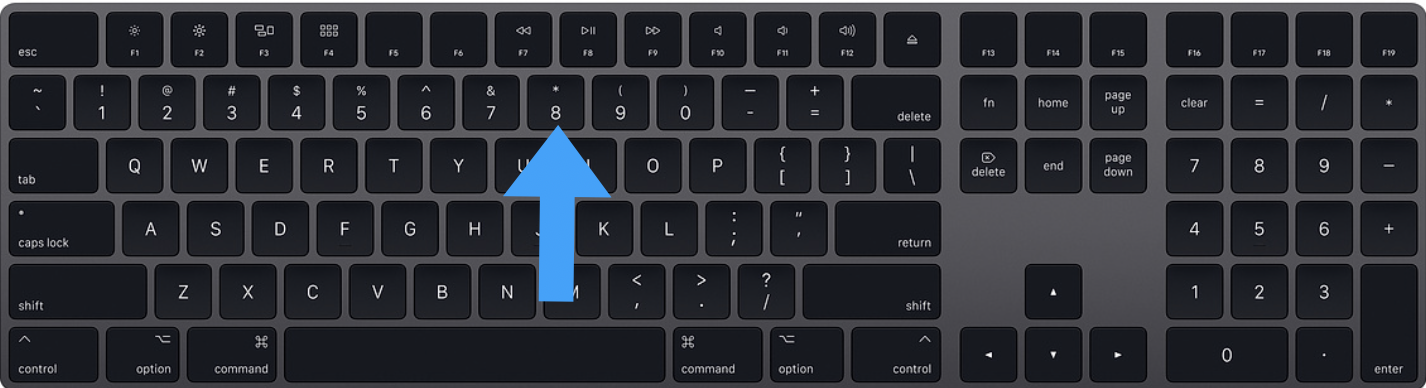 esc F1 F2 F3 F4 F5 F6 F7 F8 F9 F10 F11 F12 F13 F14 F15 F16 F17 F18 F19
~ ! @ # $ % ^ & * ( ) — +
` 1 2 3 4 5 6 7 8 9 0 - = delete fn home page up clear = / *
tab Q W E R T Y U O P { [ } ] | \ delete end page down 7 8 9 −
caps lock A S D F G H J K L : ; " ' return 4 5 6 +
shift Z X C V B N M < , > . ? / shift 1 2 3
control option command command option control 0 . enter